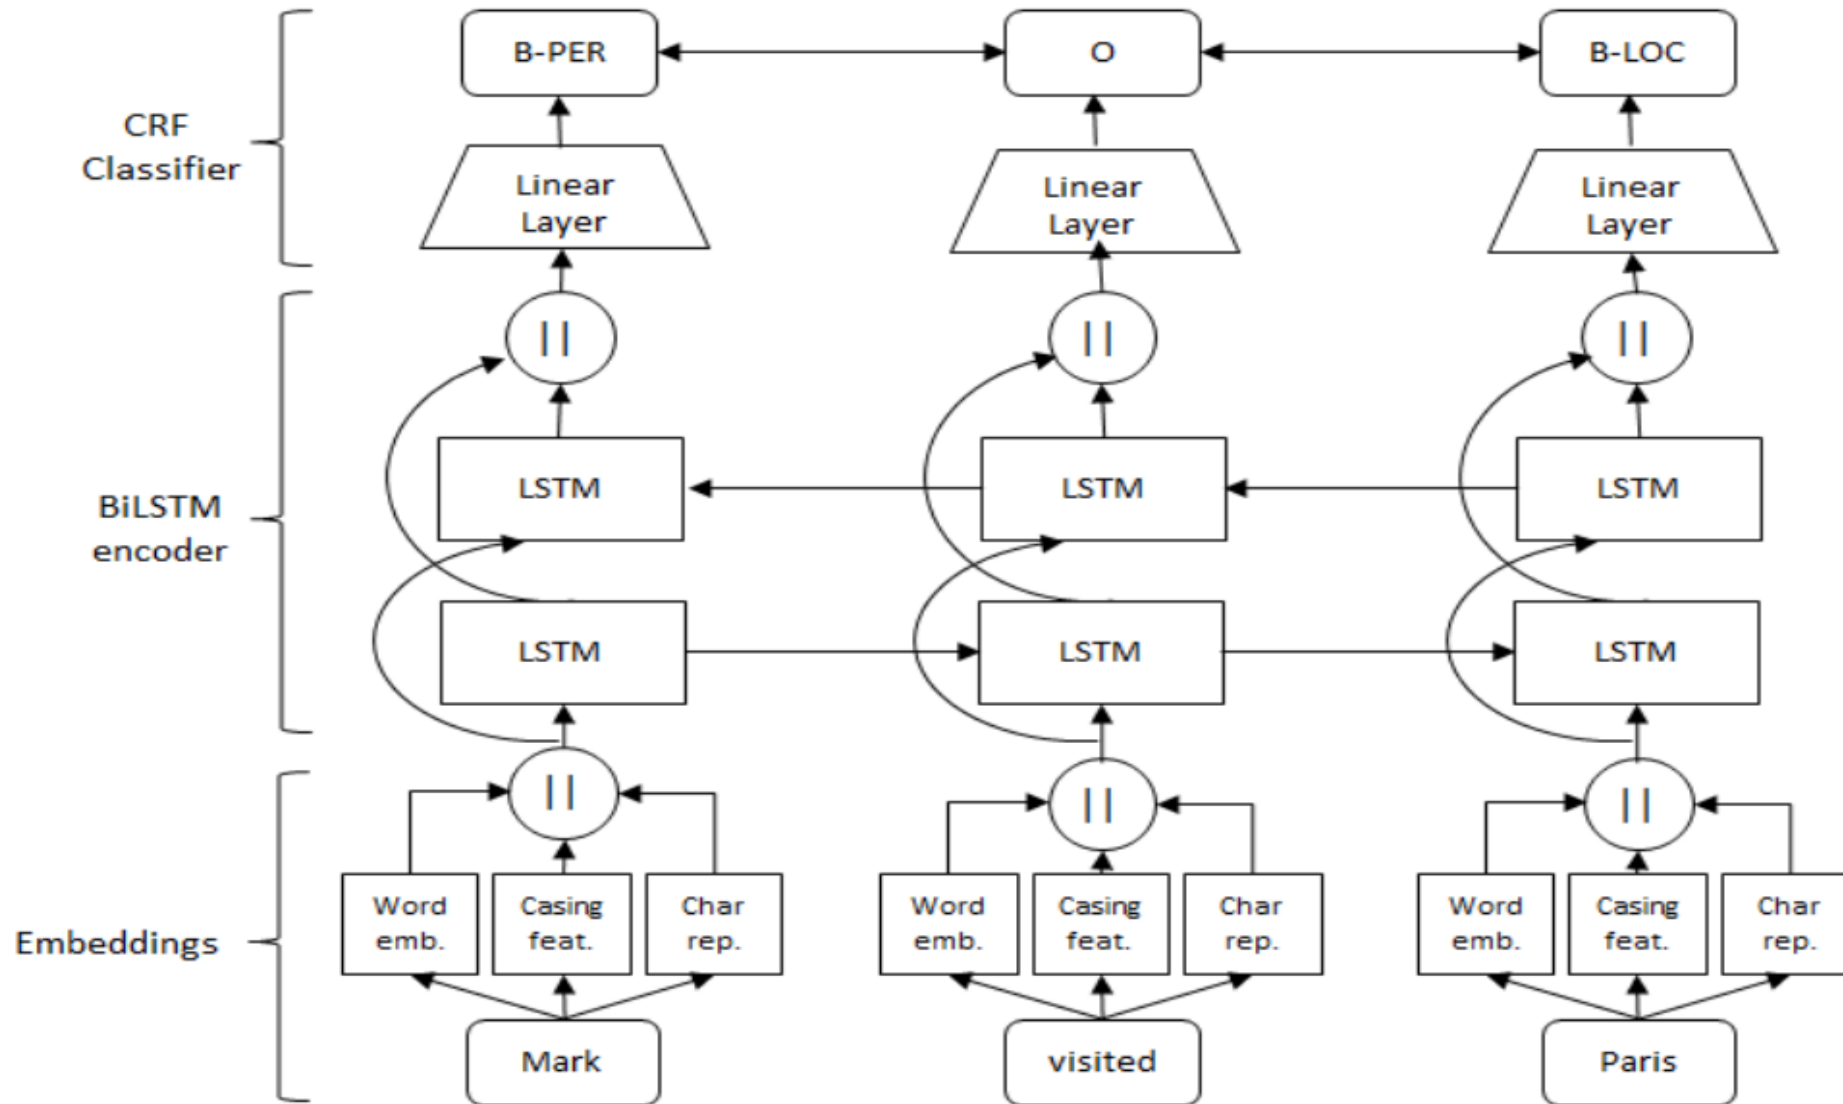 B-PER
O
B-LOC
CRF
Classifier
Linear
Layer
Linear
Layer
Linear
Layer
||
||
||
BiLSTM
encoder
LSTM
LSTM
LSTM
LSTM
LSTM
LSTM
||
||
||
Embeddings
Word
emb.
Casing
feat.
Char
rep.
Word
emb.
Casing
feat.
Char
rep.
Word
emb.
Casing
feat.
Char
rep.
Mark
visited
Paris